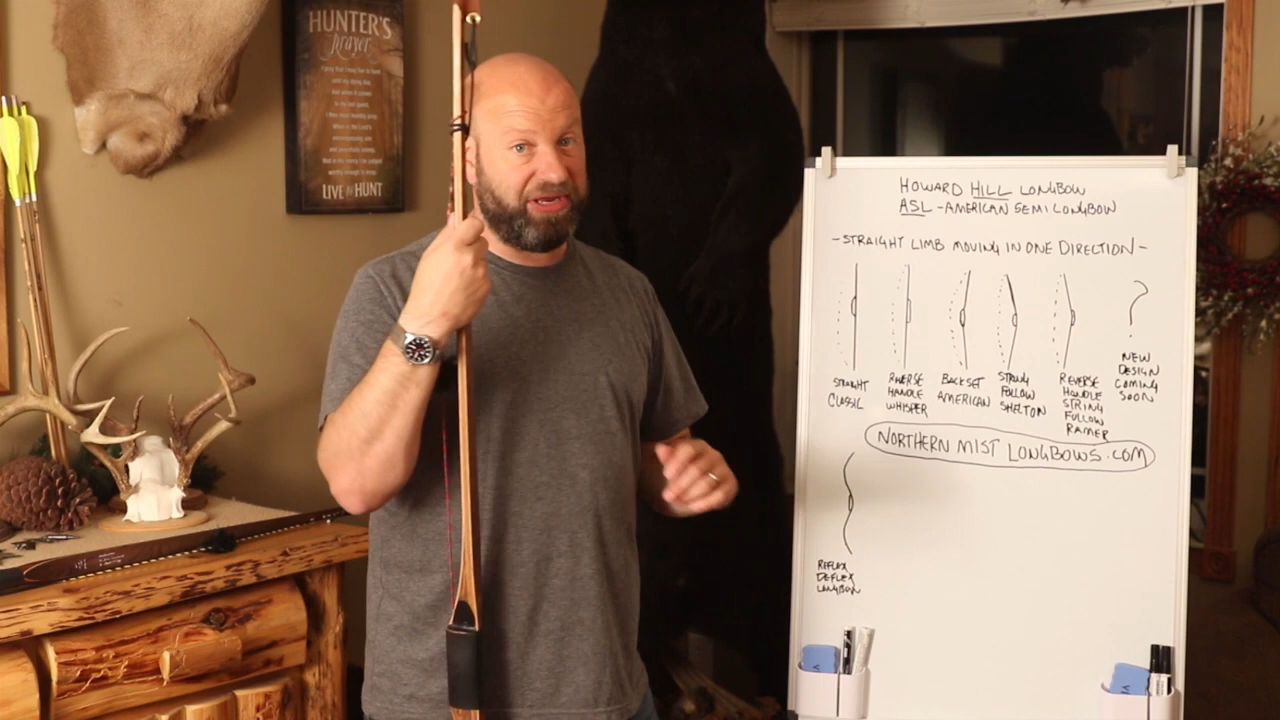 HUNTER'S
Prayer
LIVE to HUNT
HOWARD HILL LONGBOW
ASL - AMERICAN SEMI LONGBOW
- STRAIGHT LIMB MOVING IN ONE DIRECTION -
?
STRAIGHT
CLASSIC
REVERSE
HANDLE
WHISPER
BACKSET
AMERICAN
STRING
FOLLOW
SHELTON
REVERSE
HANDLE
STRING
FOLLOW
RAMER
NEW
DESIGN
COMING
SOON
NORTHERN MIST LONGBOWS.COM
REFLEX
DEFLEX
LONGBOW